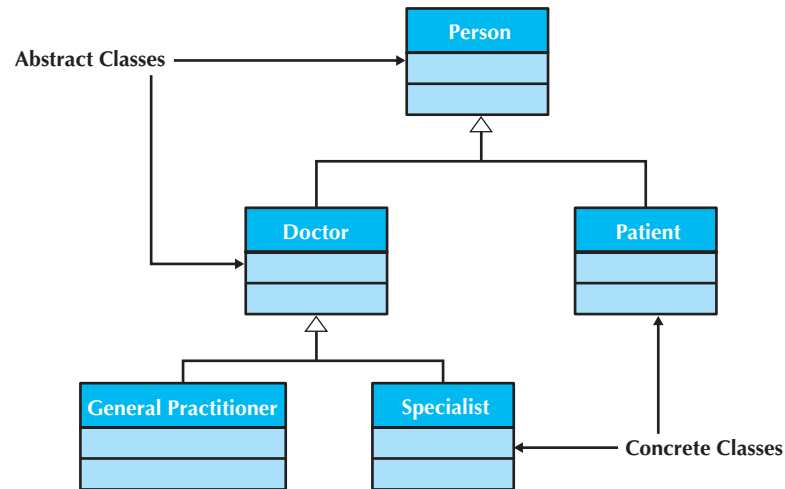 Person
Abstract Classes
Doctor
Patient
General Practitioner
Specialist
Concrete Classes